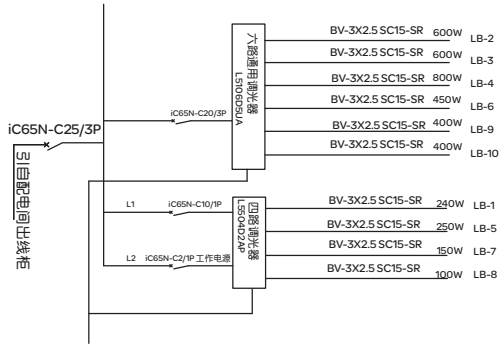 BV-3X2.5 SC15-SR 600W LB-2
BV-3X2.5 SC15-SR 600W LB-3
BV-3X2.5 SC15-SR 800W LB-4
BV-3X2.5 SC15-SR 450W LB-6
BV-3X2.5 SC15-SR 400W LB-9
BV-3X2.5 SC15-SR 400W LB-10
六路通用调光器
L5106D5UA
iC65N-C20/3P
iC65N-C25/3P
引自配电间出线柜
L1 iC65N-C10/1P
L2 iC65N-C2/1P 工作电源
四路调光器
L5504D2AP
BV-3X2.5 SC15-SR 240W LB-1
BV-3X2.5 SC15-SR 250W LB-5
BV-3X2.5 SC15-SR 150W LB-7
BV-3X2.5 SC15-SR 100W LB-8